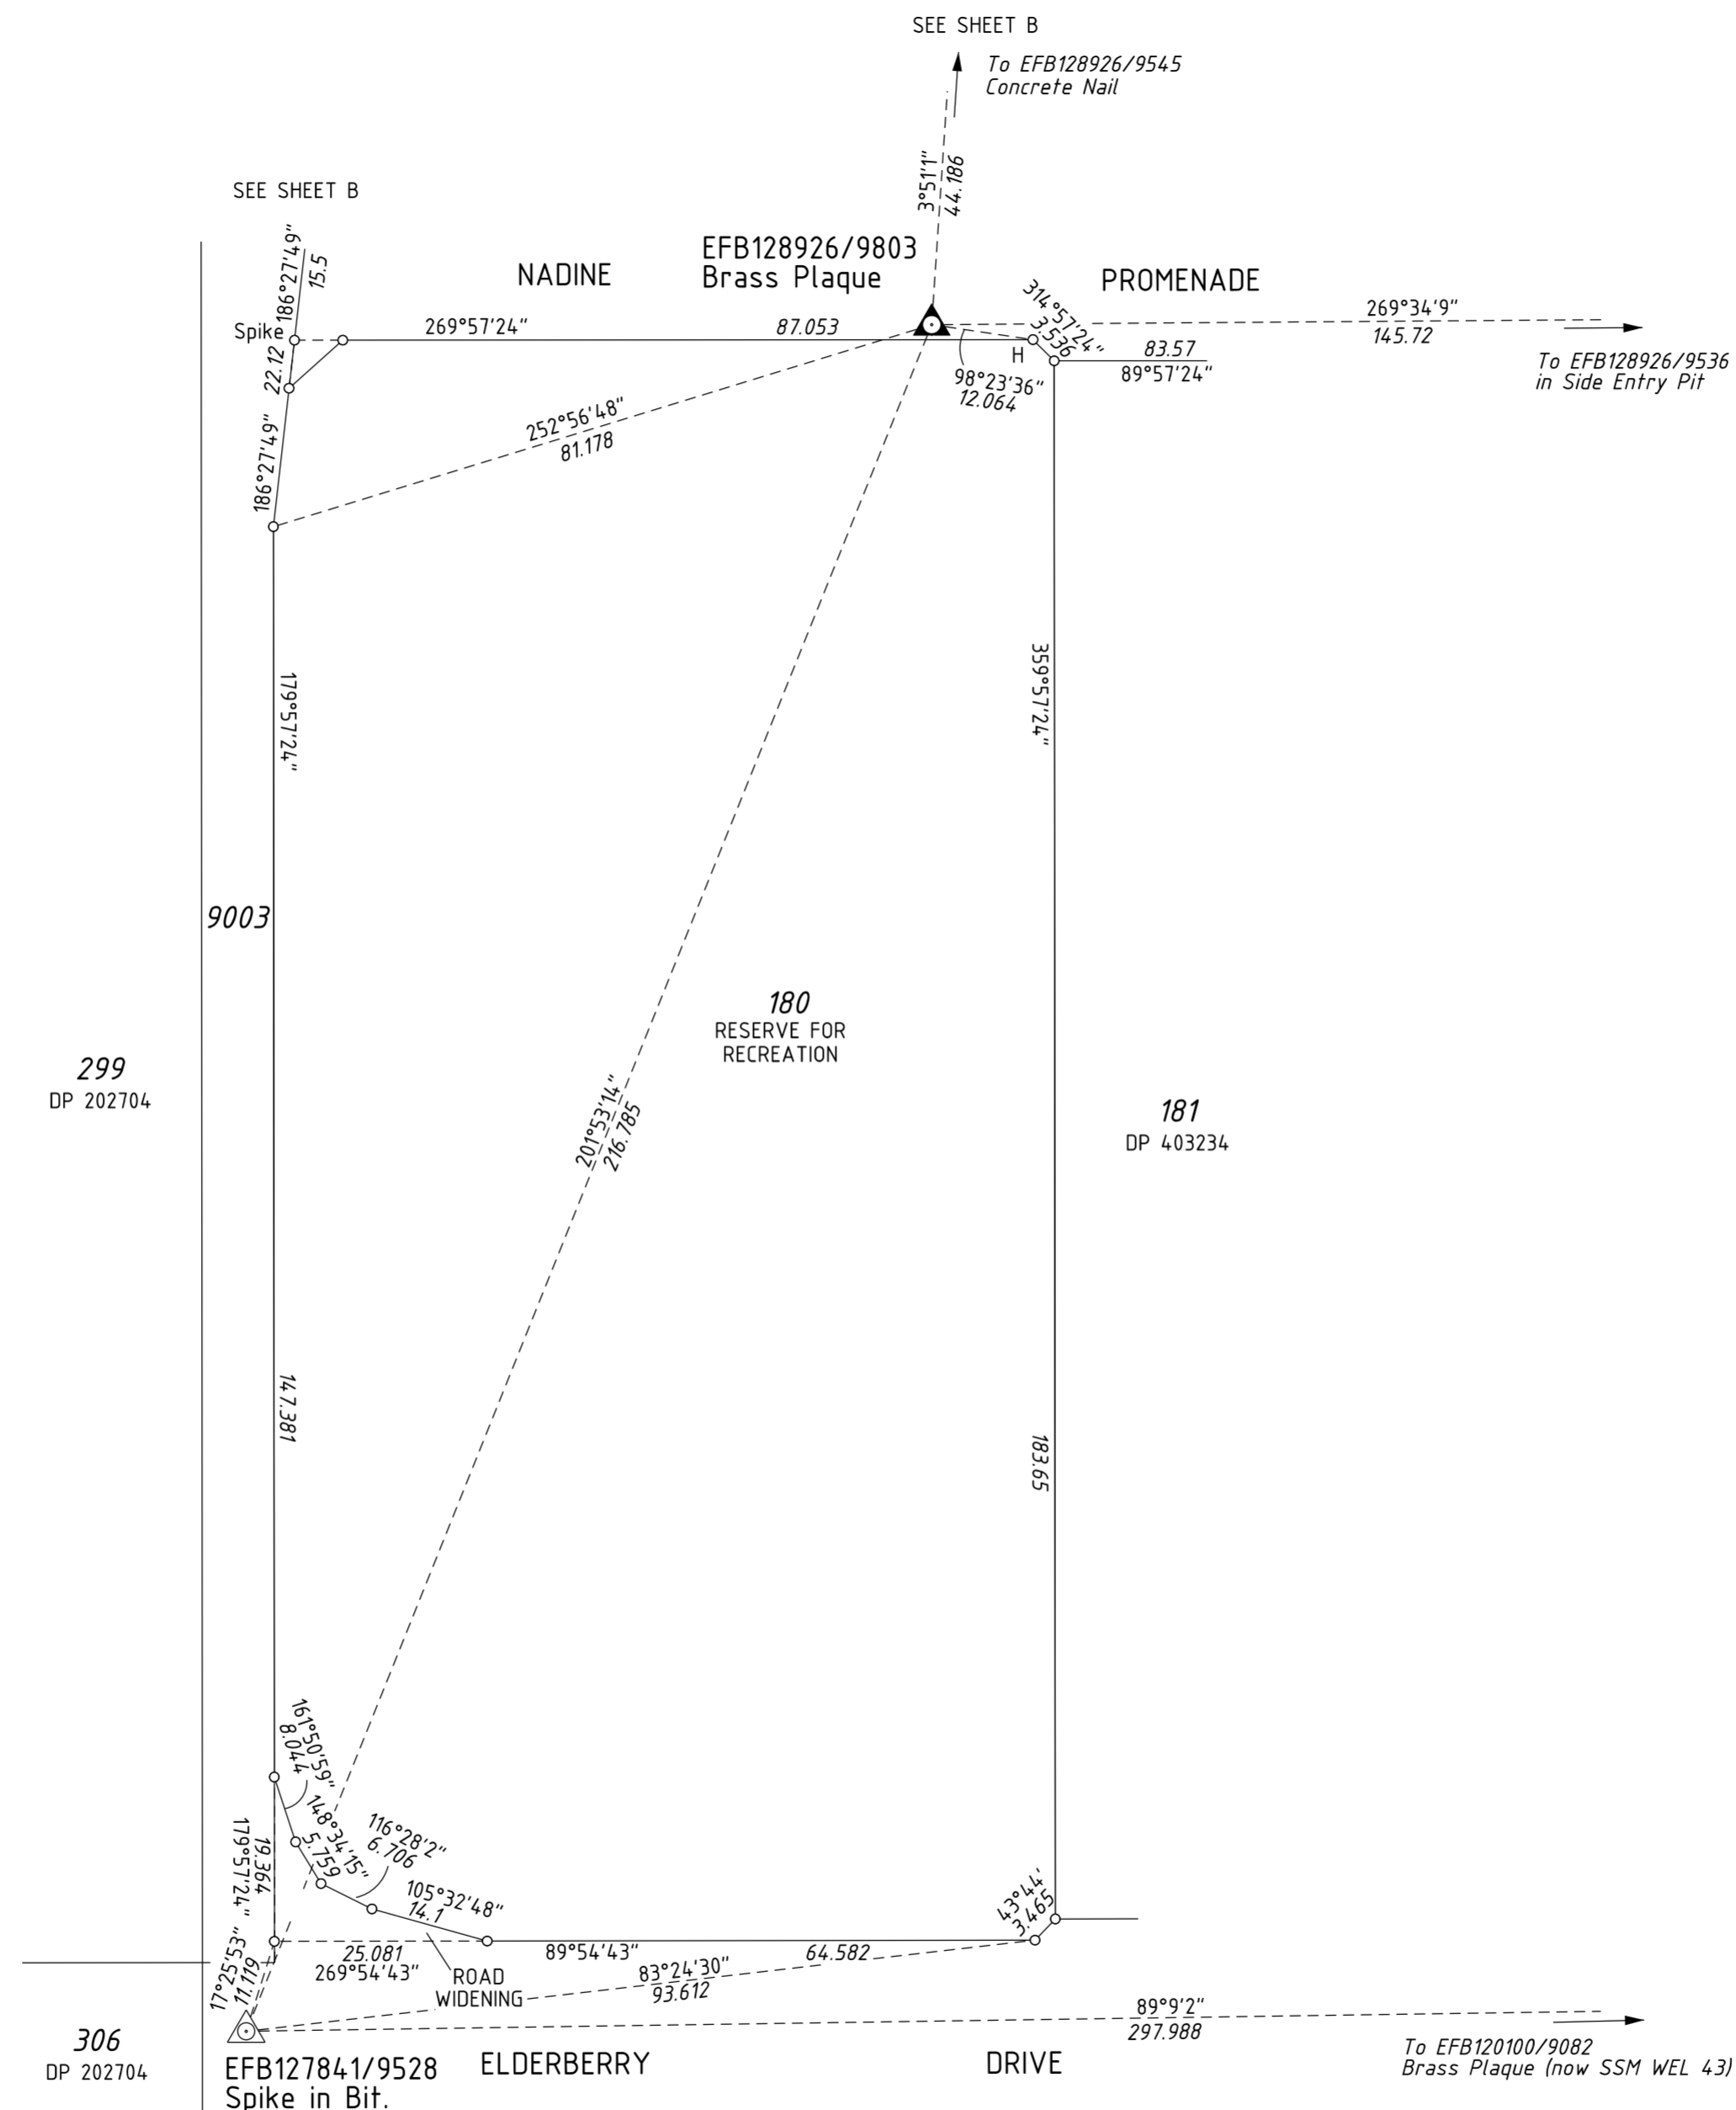 SEE SHEET B
To EFB128926/9545
Concrete Nail
3°51'1"
44.186
SEE SHEET B
186°27'49"
15.5
NADINE
EFB128926/9803
Brass Plaque
PROMENADE
Spike
269°57'24"
87.053
314°57'24"
3.536
269°34'9"
145.72
H
83.57
89°57'24"
To EFB128926/9536
in Side Entry Pit
22.12
98°23'36"
12.064
186°27'49"
252°56'48"
81.178
179°57'24"
359°57'24"
9003
180
RESERVE FOR
RECREATION
299
DP 202704
201°53'14"
216.785
181
DP 403234
147.381
183.65
161°50'59"
8.044
148°34'15"
5.759
116°28'2"
6.706
179°57'24"
19.364
105°32'48"
14.1
43°44'
3.465
17°25'53"
11.119
25.081
269°54'43"
89°54'43"
64.582
ROAD
WIDENING
83°24'30"
93.612
89°9'2"
297.988
306
DP 202704
EFB127841/9528
Spike in Bit.
ELDERBERRY
DRIVE
To EFB120100/9082
Brass Plaque (now SSM WEL 43)